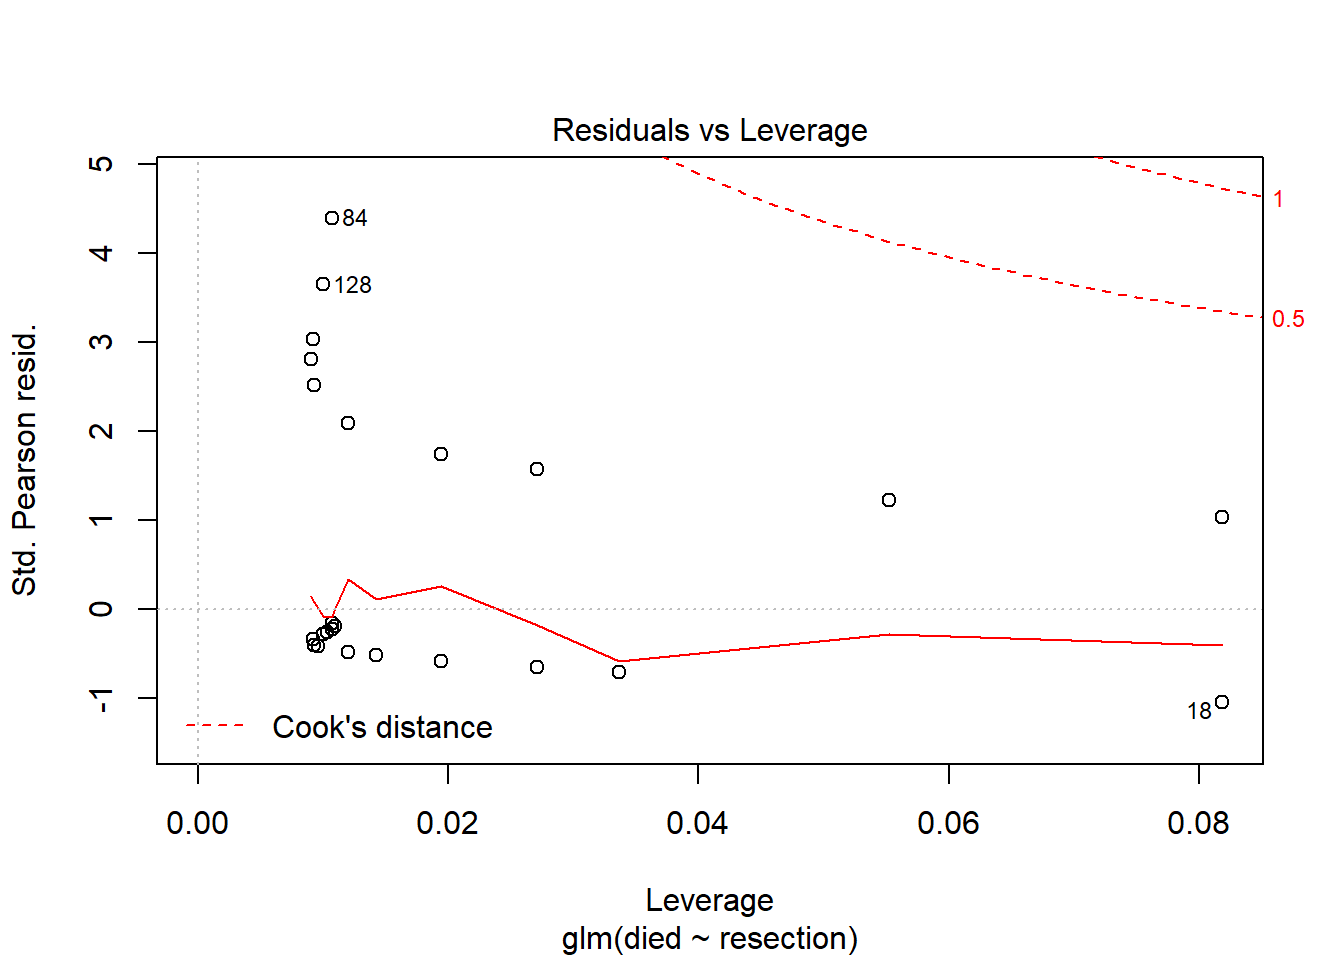 Residuals vs Leverage
Std. Pearson resid.
5
4
3
2
1
0
-1
84
128
18
1
0.5
Cook's distance
0.00 0.02 0.04 0.06 0.08
Leverage
glm(died ~ resection)